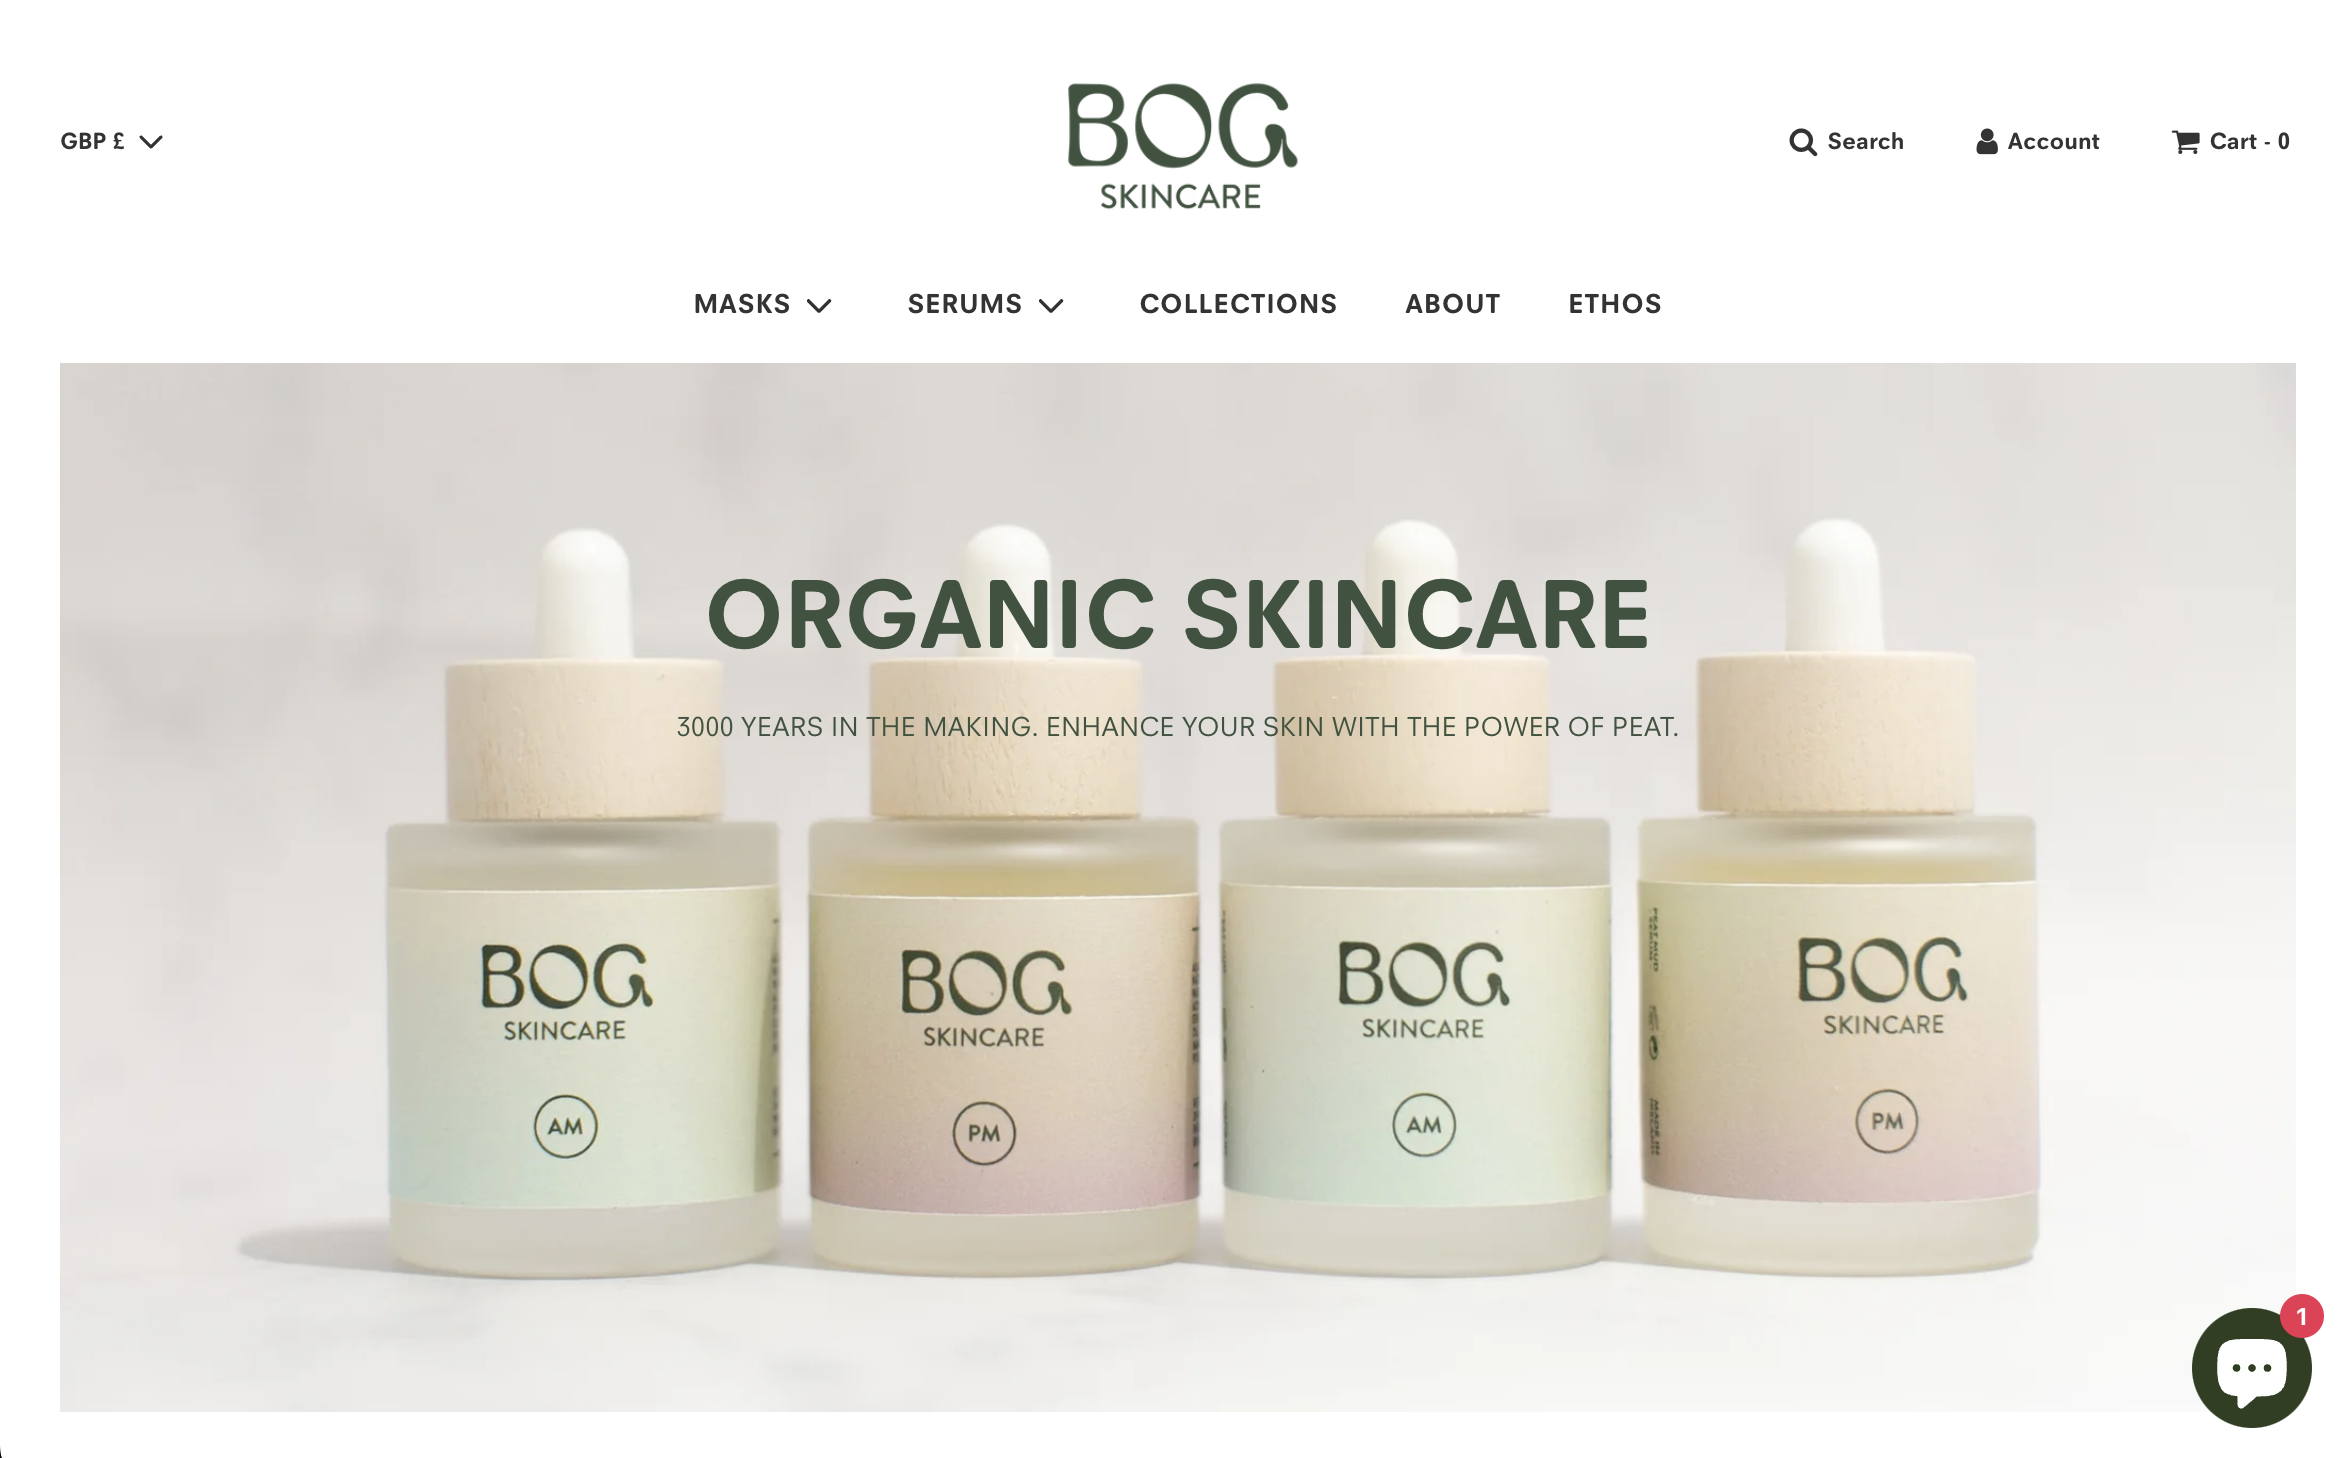 GBP £
BOG
SKINCARE
Search
Account
Cart - 0
MASKS
SERUMS
COLLECTIONS
ABOUT
ETHOS
ORGANIC SKINCARE
3000 YEARS IN THE MAKING. ENHANCE YOUR SKIN WITH THE POWER OF PEAT.
BOG
SKINCARE
AM
BOG
SKINCARE
PM
BOG
SKINCARE
AM
BOG
SKINCARE
PM
1